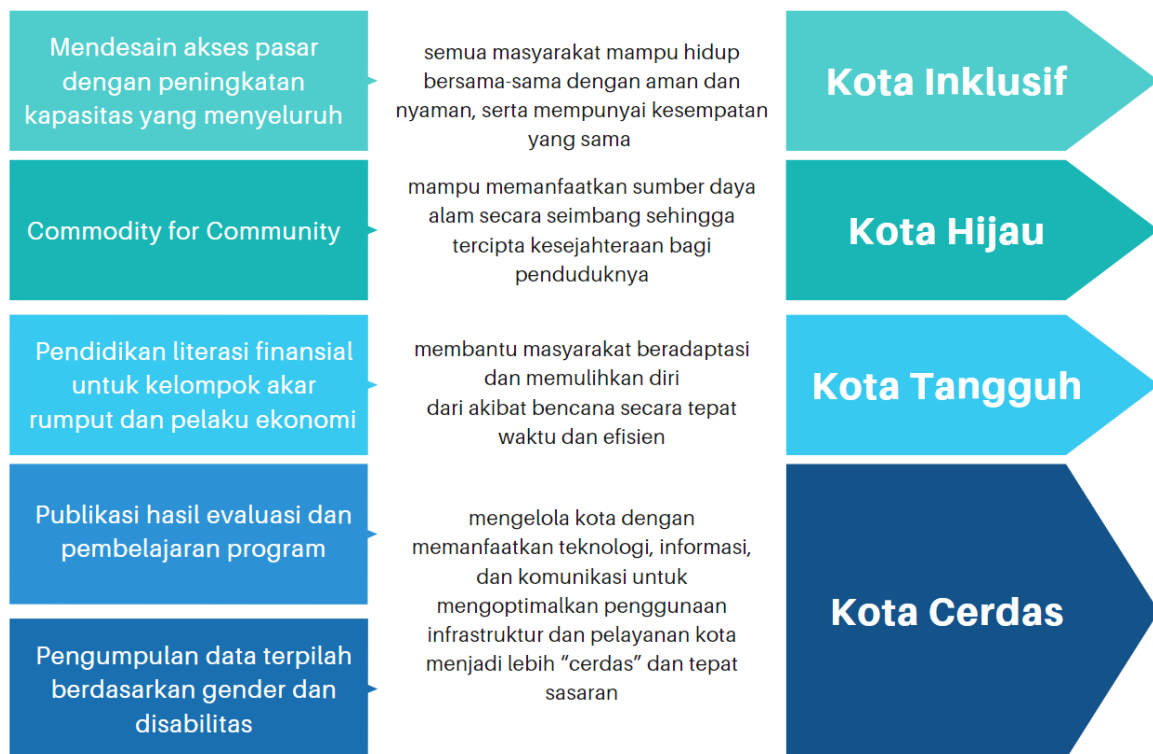 Mendesain akses pasar
dengan peningkatan
kapasitas yang menyeluruh
semua masyarakat mampu hidup
bersama-sama dengan aman dan
nyaman, serta mempunyai kesempatan
yang sama
Kota Inklusif
Commodity for Community
mampu memanfaatkan sumber daya
alam secara seimbang sehingga
tercipta kesejahteraan bagi
penduduknya
Kota Hijau
Pendidikan literasi finansial
untuk kelompok akar
rumput dan pelaku ekonomi
membantu masyarakat beradaptasi
dan memulihkan diri
dari akibat bencana secara tepat
waktu dan efisien
Kota Tangguh
Publikasi hasil evaluasi dan
pembelajaran program
Pengumpulan data terpilah
berdasarkan gender dan
disabilitas
mengelola kota dengan
memanfaatkan teknologi, informasi,
dan komunikasi untuk
mengoptimalkan penggunaan
infrastruktur dan pelayanan kota
menjadi lebih “cerdas” dan tepat
sasaran
Kota Cerdas